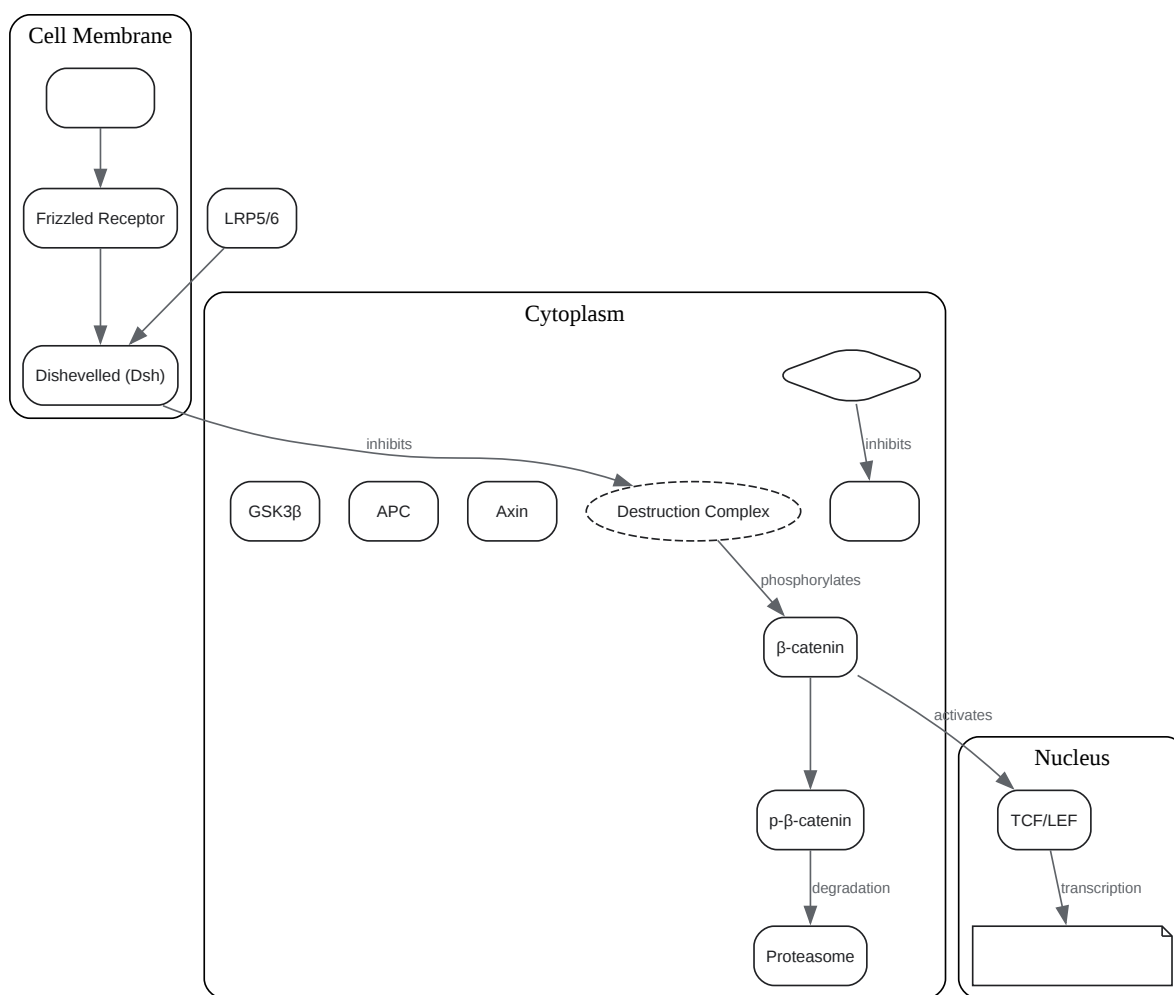 Cell Membrane
Frizzled Receptor
LRP5/6
Cytoplasm
Dishevelled (Dsh)
inhibits
inhibits
GSK3β
APC
Axin
Destruction Complex
phosphorylates
β-catenin
activates
Nucleus
p-β-catenin
TCF/LEF
degradation
transcription
Proteasome